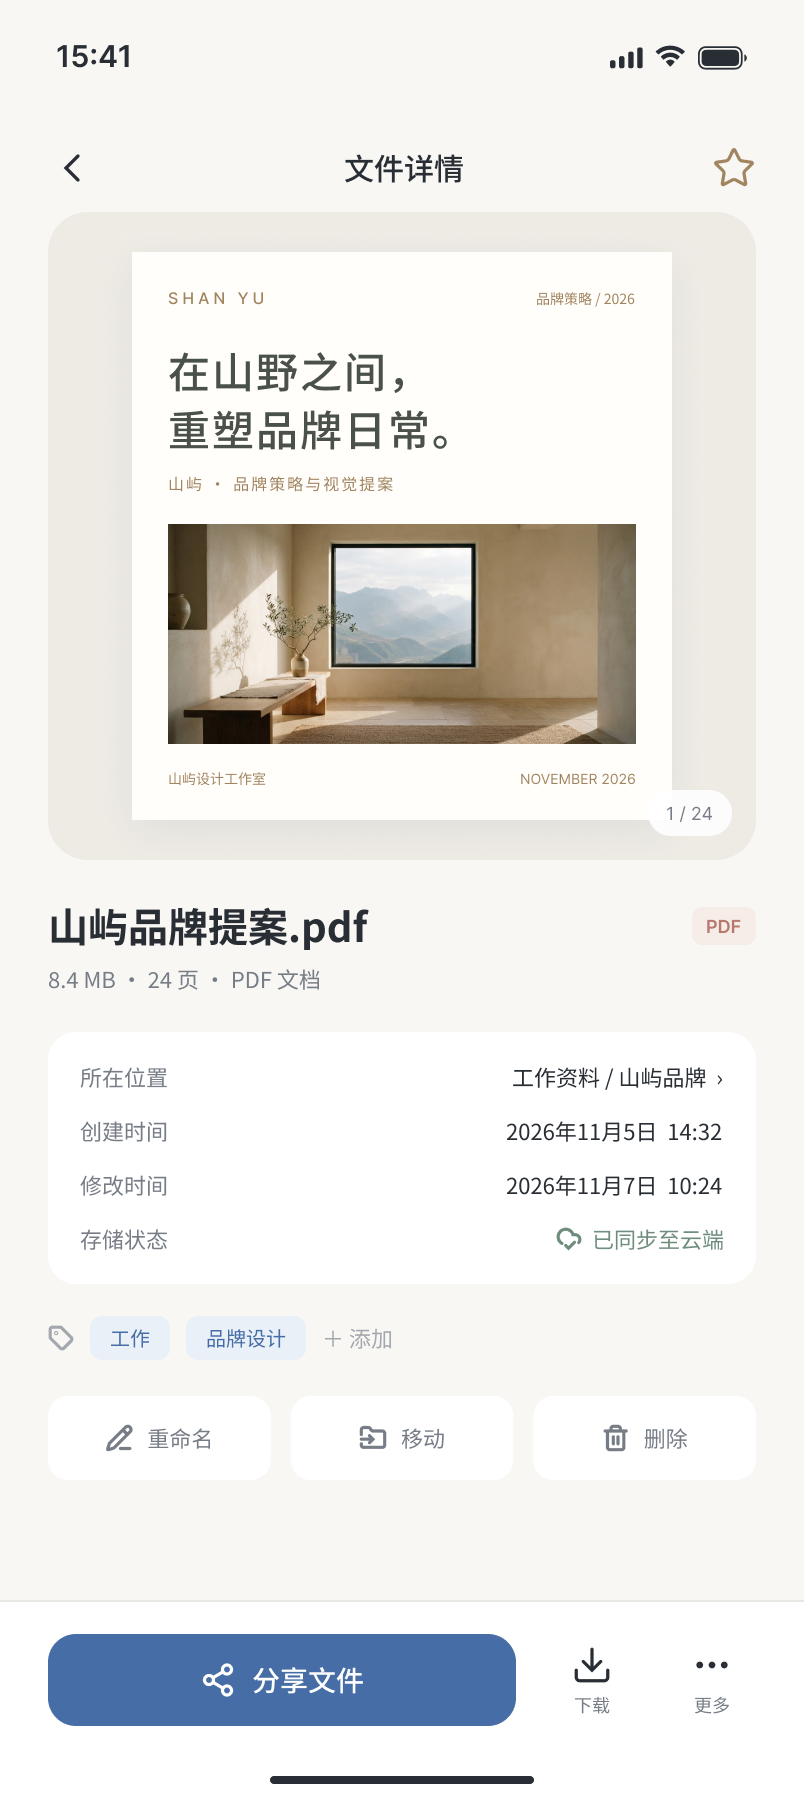 15:41
文件详情
SHAN YU
品牌策略 / 2026
在山野之间，
重塑品牌日常。
山屿 · 品牌策略与视觉提案
山屿设计工作室
NOVEMBER 2026
1 / 24
山屿品牌提案.pdf
PDF
8.4 MB · 24 页 · PDF 文档
所在位置 工作资料 / 山屿品牌 ›
创建时间 2026年11月5日 14:32
修改时间 2026年11月7日 10:24
存储状态 已同步至云端
工作 品牌设计 ＋ 添加
重命名 移动 删除
分享文件
下载 更多